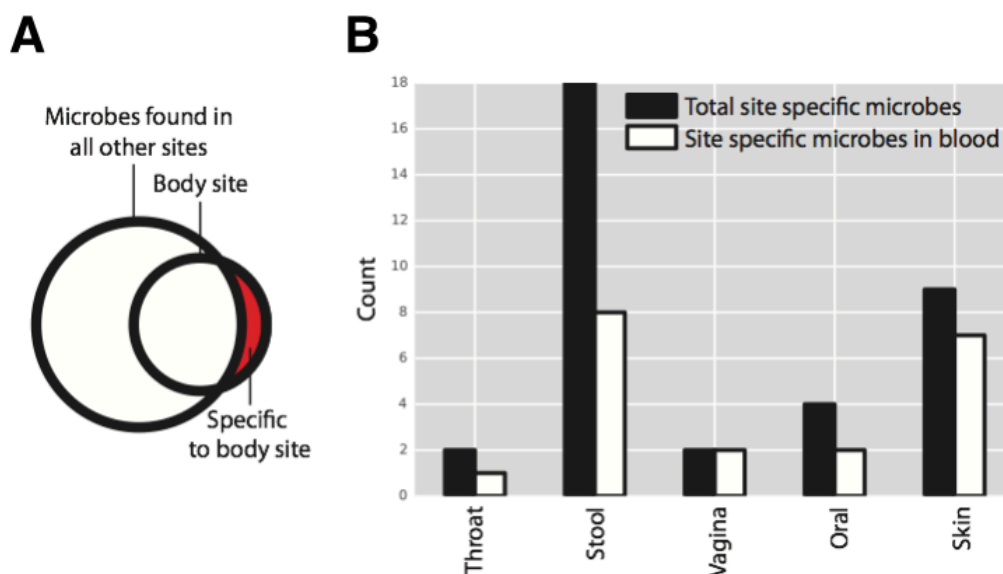 A
Microbes found in
all other sites
Body site
Specific
to body site
B
Count
18
16
14
12
10
8
6
4
2
0
Total site specific microbes
Site specific microbes in blood
Throat
Stool
Vagina
Oral
Skin